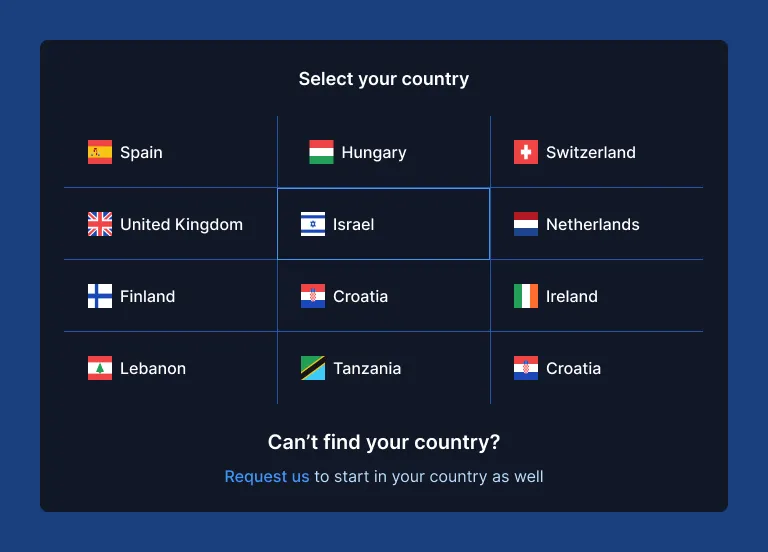 Select your country
Spain
Hungary
Switzerland
United Kingdom
Israel
Netherlands
Finland
Croatia
Ireland
Lebanon
Tanzania
Croatia
Can’t find your country?
Request us to start in your country as well